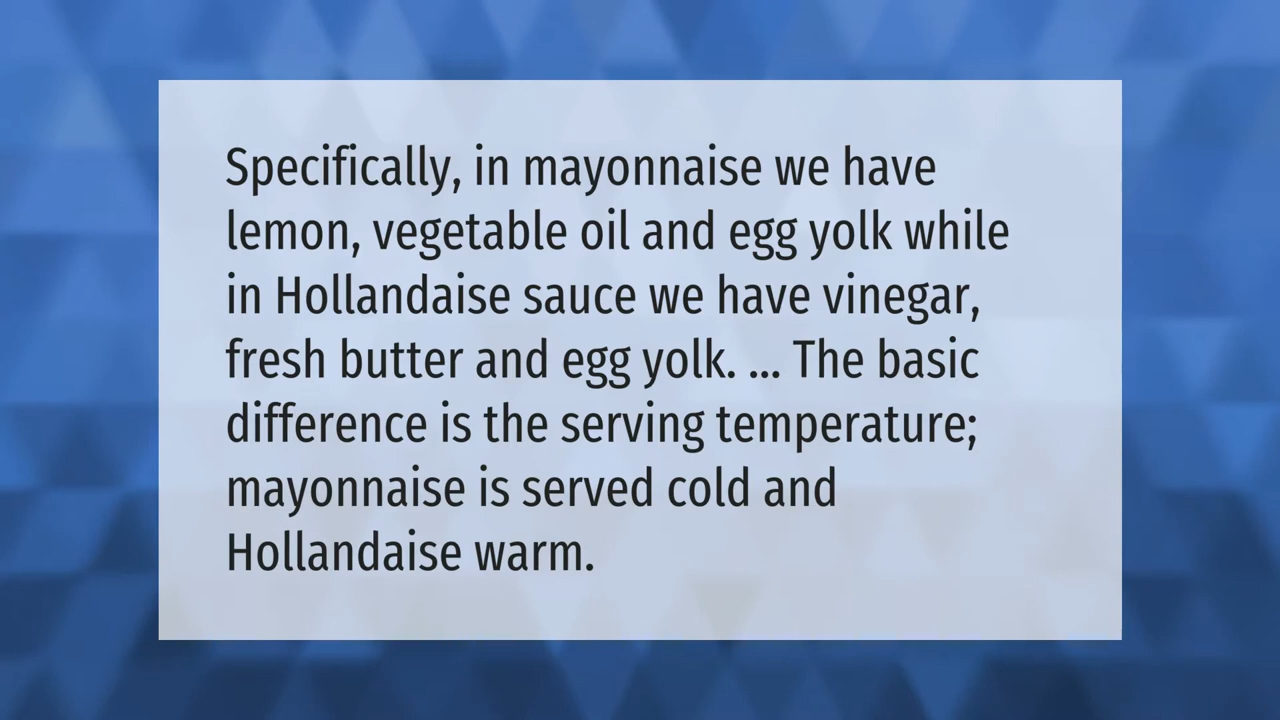 Specifically, in mayonnaise we have
lemon, vegetable oil and egg yolk while
in Hollandaise sauce we have vinegar,
fresh butter and egg yolk. ... The basic
difference is the serving temperature;
mayonnaise is served cold and
Hollandaise warm.